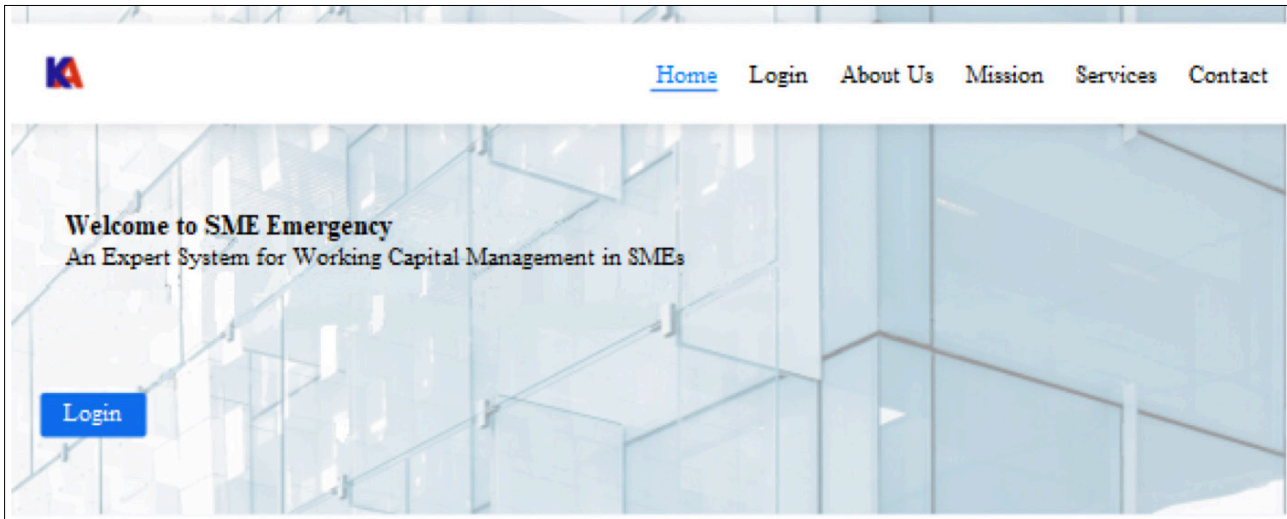 KA
Home Login About Us Mission Services Contact
Welcome to SME Emergency
An Expert System for Working Capital Management in SMEs
Login